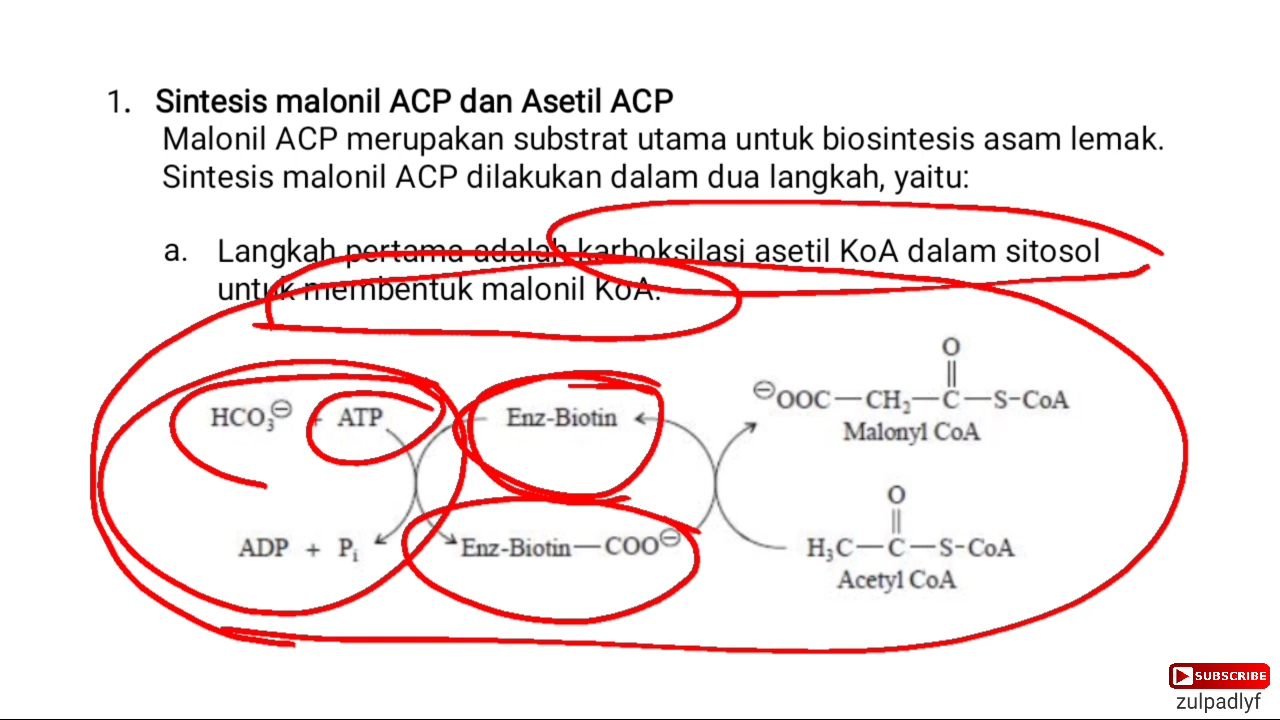 1. Sintesis malonil ACP dan Asetil ACP
Malonil ACP merupakan substrat utama untuk biosintesis asam lemak.
Sintesis malonil ACP dilakukan dalam dua langkah, yaitu:
a. Langkah pertama adalah karboksilasi asetil KoA dalam sitosol
untuk membentuk malonil KoA.
O
HCO₃⊖ + ATP Enz-Biotin ⊖OOC—CH₂—C—S-CoA
Malonyl CoA
O
ADP + Pi Enz-Biotin—COO⊖ H₃C—C—S-CoA
Acetyl CoA
SUBSCRIBE
zulpadlyf